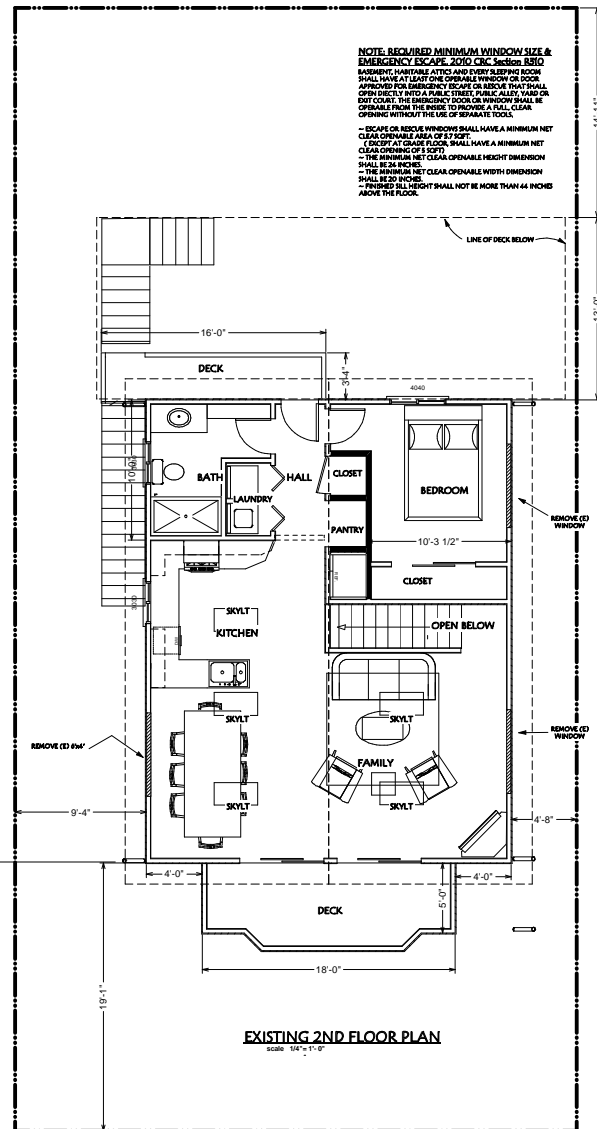 NOTE: REQUIRED MINIMUM WINDOW SIZE &
EMERGENCY ESCAPE. 2010 CRC Section R310
BASEMENT, HABITABLE ATTICS AND EVERY SLEEPING ROOM
SHALL HAVE AT LEAST ONE OPERABLE WINDOW OR DOOR
APPROVED FOR EMERGENCY ESCAPE OR RESCUE THAT SHALL
OPEN DIECTLY INTO A PUBLIC STREET, PUBLIC ALLEY, YARD OR
EXIT COURT. THE EMERGENCY DOOR OR WINDOW SHALL BE
OPERABLE FROM THE INSIDE TO PROVIDE A FULL, CLEAR
OPENING WITHOUT THE USE OF SEPARATE TOOLS.
~ ESCAPE OR RESCUE WINDOWS SHALL HAVE A MINIMUM NET
CLEAR OPENABLE AREA OF 5.7 SQFT.
( EXCEPT AT GRADE FLOOR, SHALL HAVE A MINIMUM NET
CLEAR OPENING OF 5 SQFT)
~ THE MINIMUM NET CLEAR OPENABLE HEIGHT DIMENSION
SHALL BE 24 INCHES.
~ THE MINIMUM NET CLEAR OPENABLE WIDTH DIMENSION
SHALL BE 20 INCHES.
~ FINISHED SILL HEIGHT SHALL NOT BE MORE THAN 44 INCHES
ABOVE THE FLOOR.
LINE OF DECK BELOW
16'-0"
DECK
3'-4"
4040
10'-0"
BATH
HALL
CLOSET
BEDROOM
LAUNDRY
PANTRY
REMOVE (E)
WINDOW
10'-3 1/2"
CLOSET
3030
SKYLT
KITCHEN
OPEN BELOW
SKYLT
SKYLT
REMOVE (E)
WINDOW
REMOVE (E) 6'x4'
FAMILY
SKYLT
SKYLT
9'-4"
4'-8"
4'-0"
4'-0"
5'-0"
DECK
18'-0"
19'-1"
EXISTING 2ND FLOOR PLAN
scale 1/4"= 1'- 0"